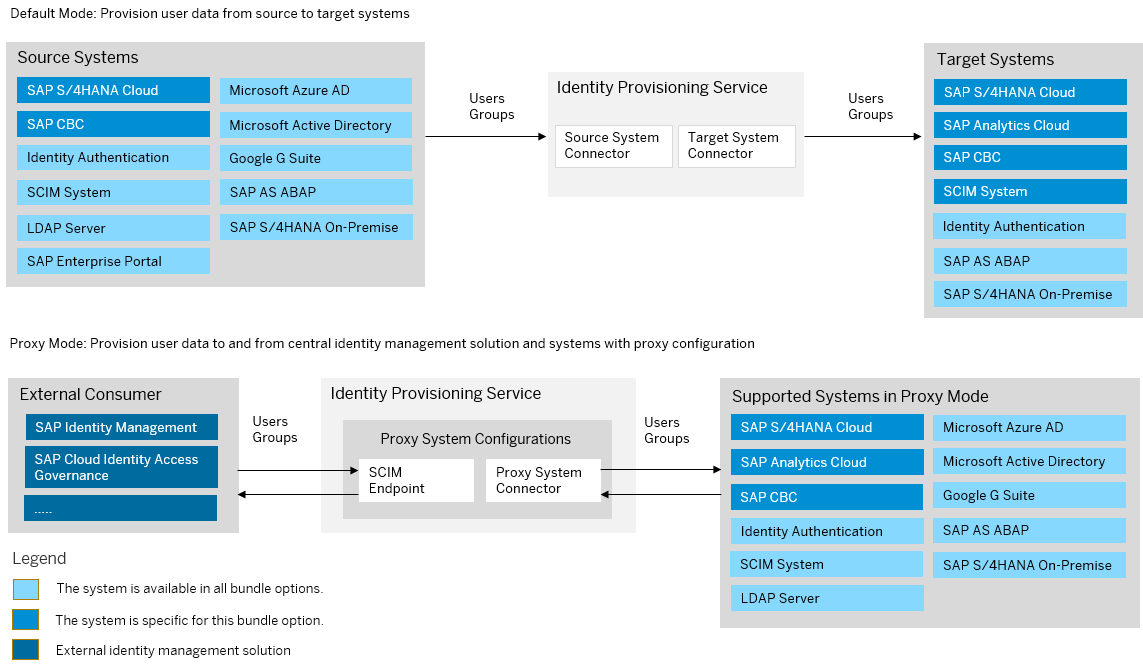 Default Mode: Provision user data from source to target systems
Source Systems
SAP S/4HANA Cloud
SAP CBC
Identity Authentication
SCIM System
LDAP Server
SAP Enterprise Portal
Microsoft Azure AD
Microsoft Active Directory
Google G Suite
SAP AS ABAP
SAP S/4HANA On-Premise
Users
Groups
Identity Provisioning Service
Source System
Connector
Target System
Connector
Users
Groups
Target Systems
SAP S/4HANA Cloud
SAP Analytics Cloud
SAP CBC
SCIM System
Identity Authentication
SAP AS ABAP
SAP S/4HANA On-Premise
Proxy Mode: Provision user data to and from central identity management solution and systems with proxy configuration
External Consumer
SAP Identity Management
SAP Cloud Identity Access
Governance
.....
Users
Groups
Identity Provisioning Service
Proxy System Configurations
SCIM
Endpoint
Proxy System
Connector
Users
Groups
Supported Systems in Proxy Mode
SAP S/4HANA Cloud
SAP Analytics Cloud
SAP CBC
Identity Authentication
SCIM System
LDAP Server
Microsoft Azure AD
Microsoft Active Directory
Google G Suite
SAP AS ABAP
SAP S/4HANA On-Premise
Legend
The system is available in all bundle options.
The system is specific for this bundle option.
External identity management solution